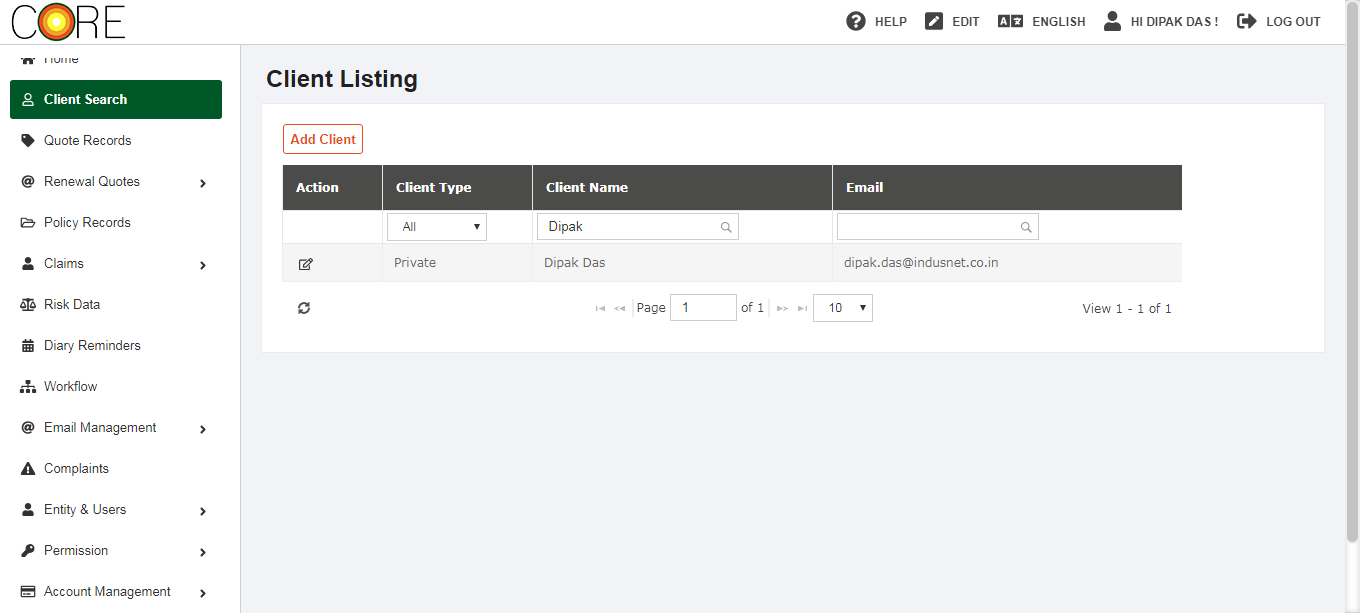 CORE
HELP
EDIT
ENGLISH
HI DIPAK DAS !
LOG OUT
Home
Client Search
Quote Records
Renewal Quotes
Policy Records
Claims
Risk Data
Diary Reminders
Workflow
Email Management
Complaints
Entity & Users
Permission
Account Management
Client Listing
Add Client
Action Client Type Client Name Email
All Dipak
Private Dipak Das dipak.das@indusnet.co.in
Page 1 of 1 10 View 1 - 1 of 1